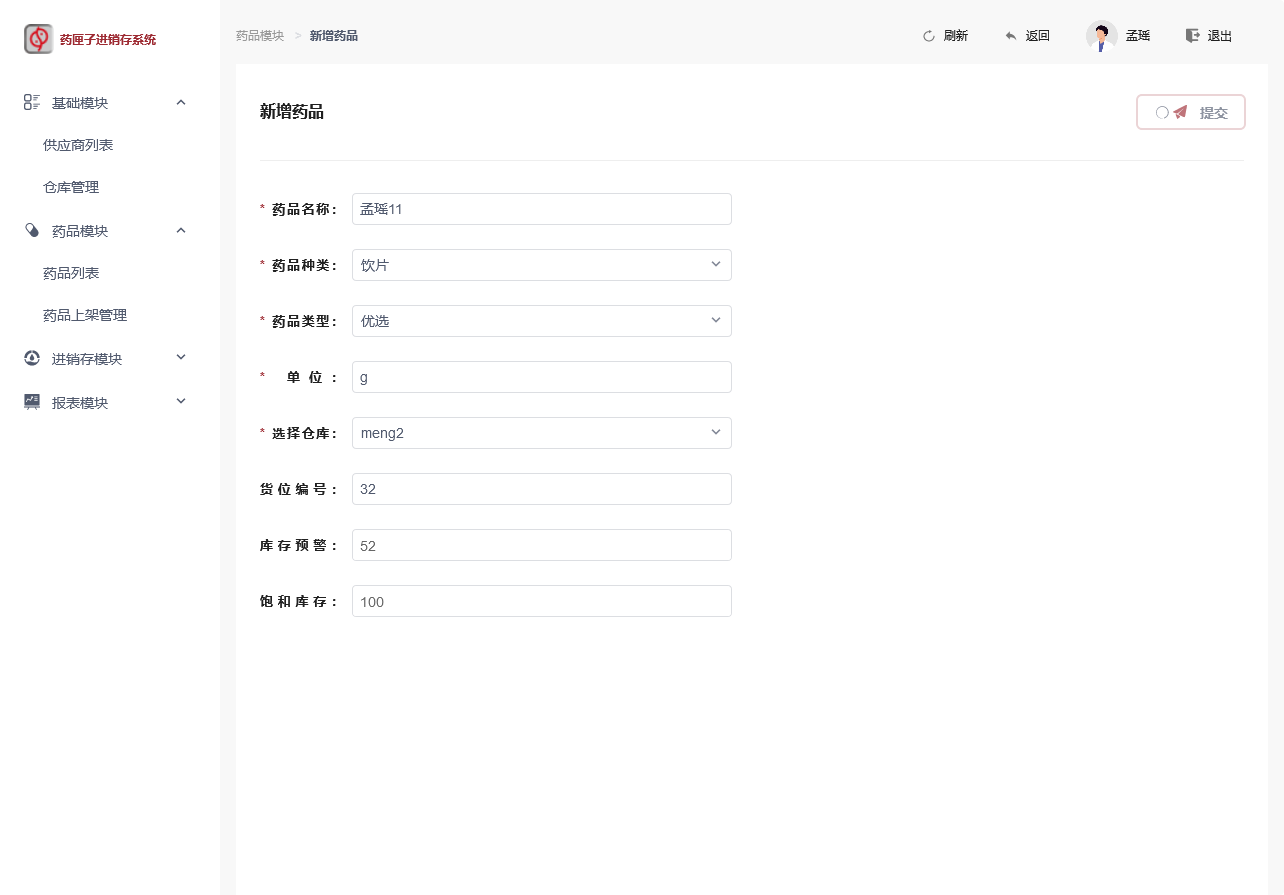 药匣子进销存系统
基础模块
供应商列表
仓库管理
药品模块
药品列表
药品上架管理
进销存模块
报表模块
药品模块 > 新增药品
刷新 返回 孟瑶 退出
新增药品
提交
* 药品名称: 孟瑶11
* 药品种类: 饮片
* 药品类型: 优选
* 单位: g
* 选择仓库: meng2
货位编号: 32
库存预警: 52
饱和库存: 100